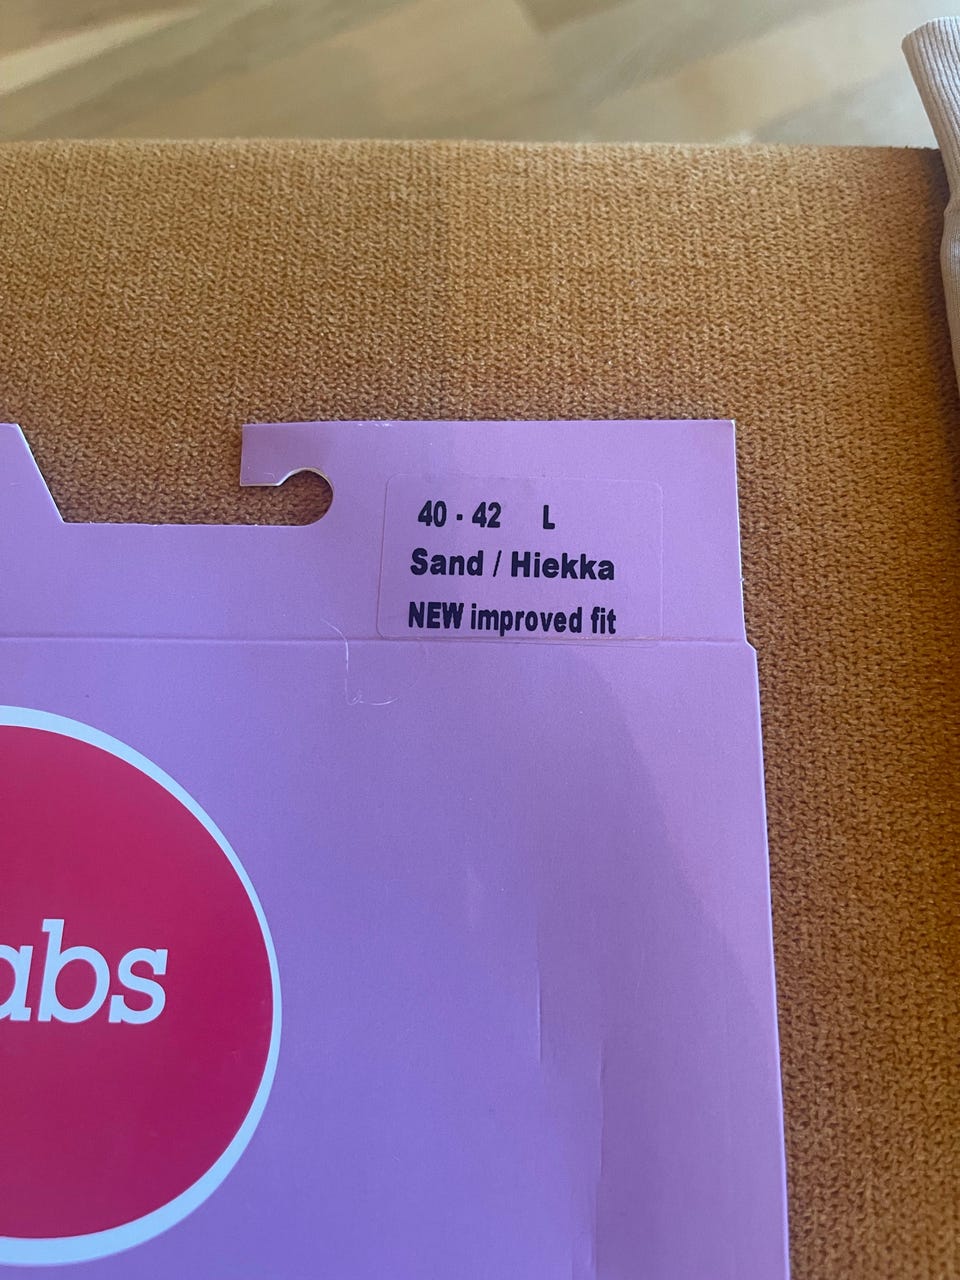 40 - 42 L
Sand / Hiekka
NEW improved fit
abs